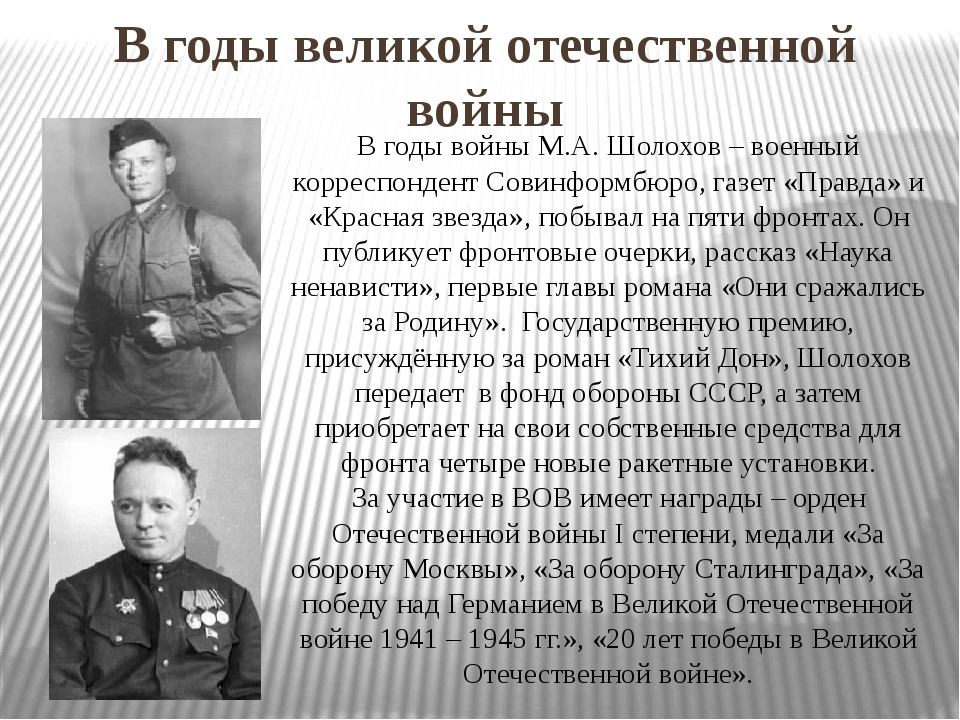 В годы великой отечественной
войны
В годы войны М.А. Шолохов – военный
корреспондент Совинформбюро, газет «Правда» и
«Красная звезда», побывал на пяти фронтах. Он
публикует фронтовые очерки, рассказ «Наука
ненависти», первые главы романа «Они сражались
за Родину».  Государственную премию,
присуждённую за роман «Тихий Дон», Шолохов
передает  в фонд обороны СССР, а затем
приобретает на свои собственные средства для
фронта четыре новые ракетные установки.
За участие в ВОВ имеет награды – орден
Отечественной войны I степени, медали «За
оборону Москвы», «За оборону Сталинграда», «За
победу над Германием в Великой Отечественной
войне 1941 – 1945 гг.», «20 лет победы в Великой
Отечественной войне».